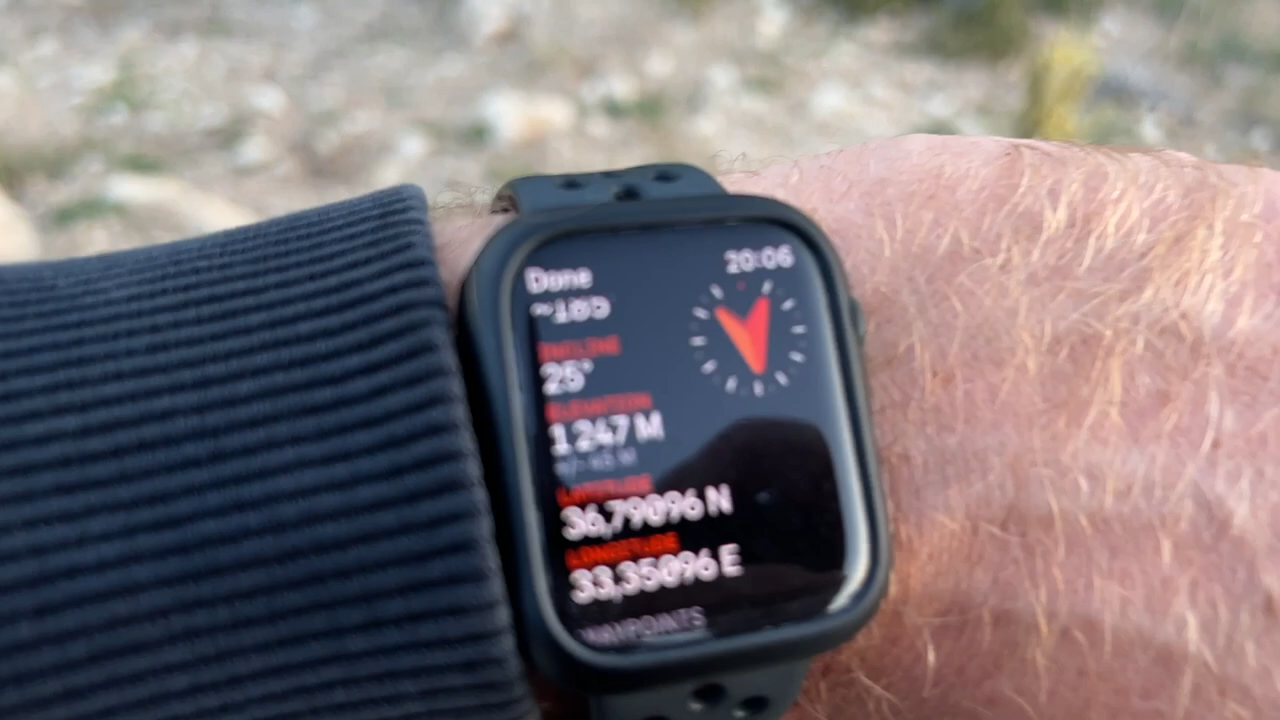 Done
20:06
INCLINE
25°
ELEVATION
1 247 M
LATITUDE
36,79096 N
LONGITUDE
33,35096 E
WAYPOINTS